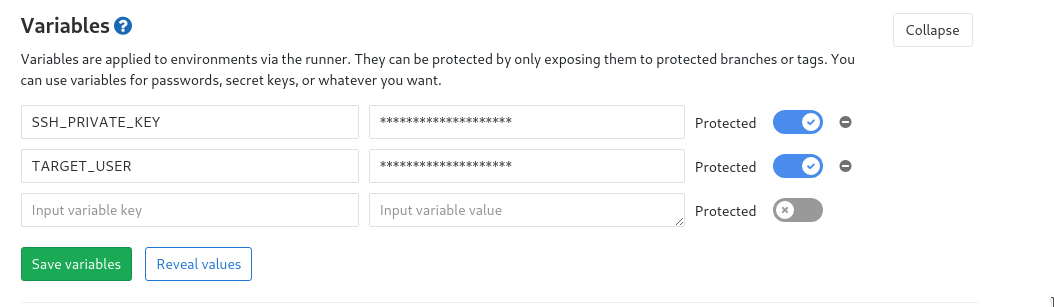 Variables ?
Collapse
Variables are applied to environments via the runner. They can be protected by only exposing them to protected branches or tags. You
can use variables for passwords, secret keys, or whatever you want.
SSH_PRIVATE_KEY ******************** Protected
TARGET_USER ******************** Protected
Input variable key Input variable value Protected
Save variables Reveal values